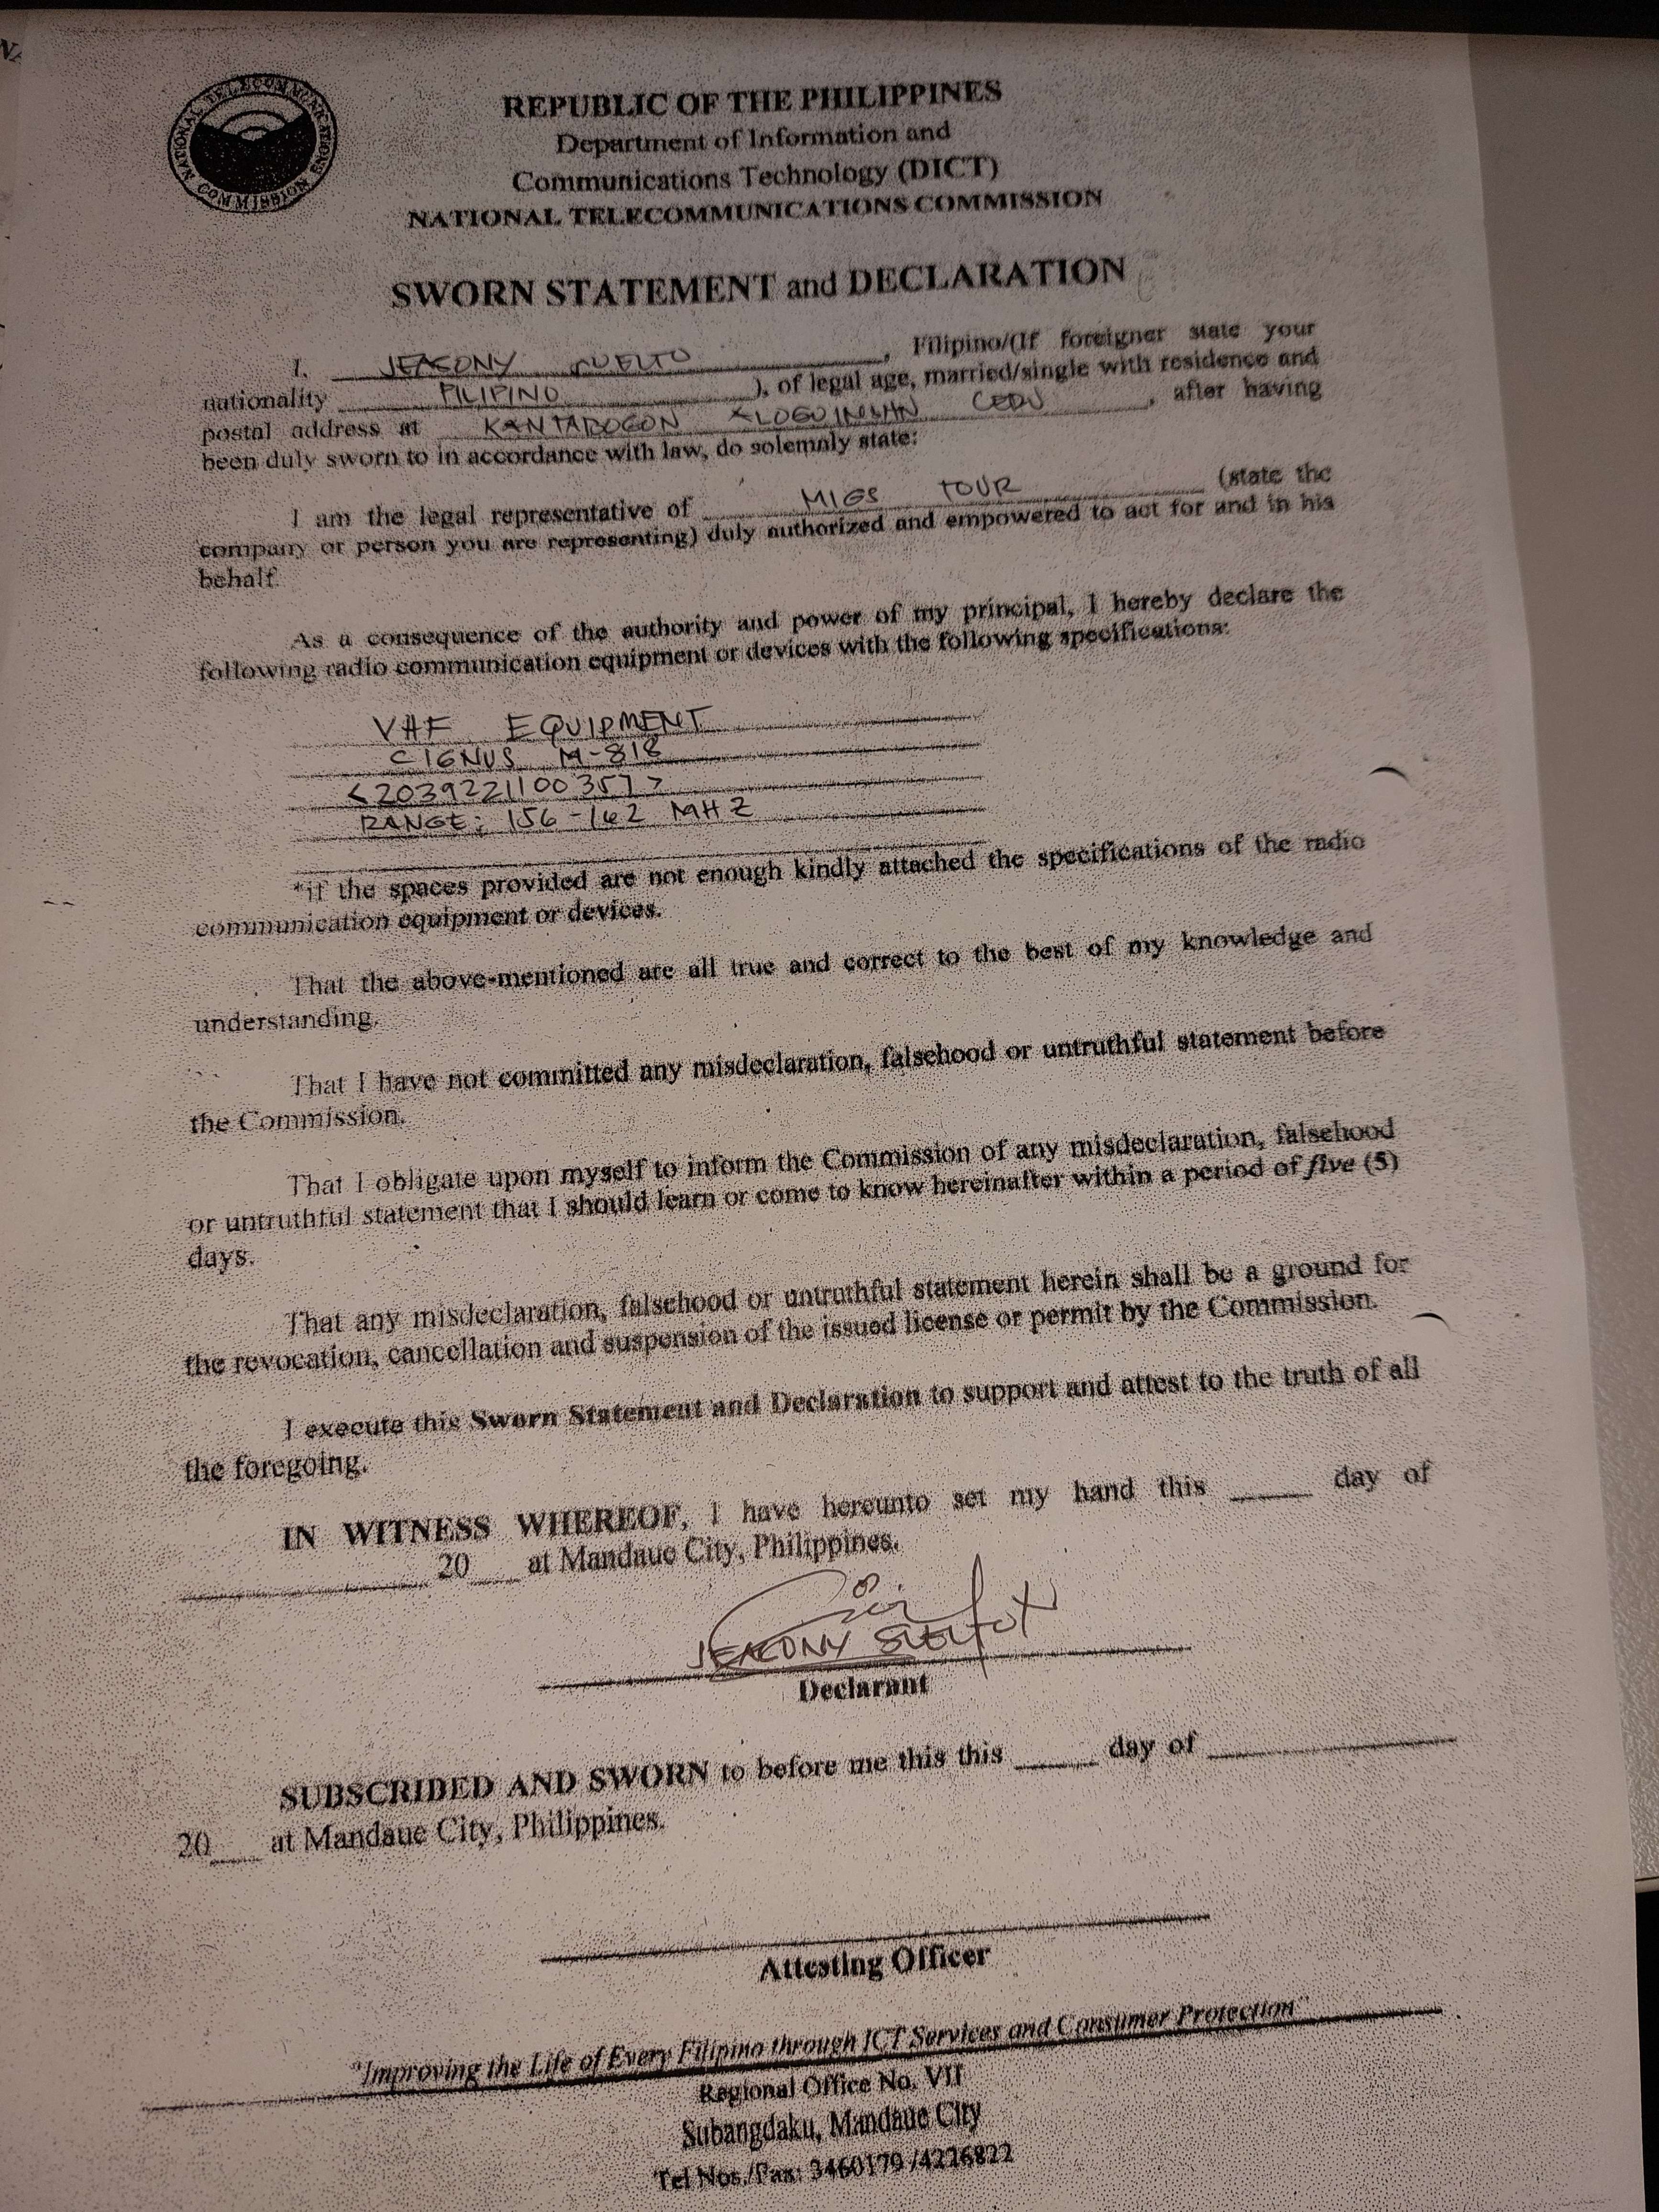 NATIONAL TELECOMMUNICATIONS COMMISSION
REPUBLIC OF THE PHILIPPINES
Department of Information and
Communications Technology (DICT)
NATIONAL TELECOMMUNICATIONS COMMISSION
SWORN STATEMENT and DECLARATION
I, , Filipino/(If foreigner state your
nationality FILIPINO ), of legal age, married/single with residence and
postal address at KANTABOGON CEBU , after having
been duly sworn to in accordance with law, do solemnly state:
I am the legal representative of MIGS TOUR (state the
company or person you are representing) duly authorized and empowered to act for and in his
behalf.
As a consequence of the authority and power of my principal, I hereby declare the
following radio communication equipment or devices with the following specifications:
VHF EQUIPMENT
CIGNUS M-818
<2039221100357>
RANGE: 156-162 MHZ
*if the spaces provided are not enough kindly attached the specifications of the radio
communication equipment or devices.
That the above-mentioned are all true and correct to the best of my knowledge and
understanding.
That I have not committed any misdeclaration, falsehood or untruthful statement before
the Commission.
That I obligate upon myself to inform the Commission of any misdeclaration, falsehood
or untruthful statement that I should learn or come to know hereinafter within a period of five (5)
days.
That any misdeclaration, falsehood or untruthful statement herein shall be a ground for
the revocation, cancellation and suspension of the issued license or permit by the Commission.
I execute this Sworn Statement and Declaration to support and attest to the truth of all
the foregoing.
IN WITNESS WHEREOF, I have hereunto set my hand this ____ day of
____ 20___ at Mandaue City, Philippines.
Declarant
SUBSCRIBED AND SWORN to before me this this ____ day of ____
20___ at Mandaue City, Philippines.
Attesting Officer
"Improving the Life of Every Filipino through ICT Services and Consumer Protection"
Regional Office No. VII
Subangdaku, Mandaue City
Tel Nos./Fax: 3460179 /4226822